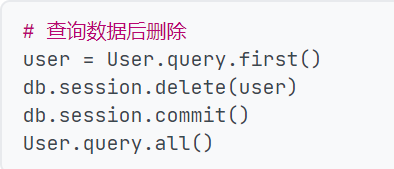 # 查询数据后删除
user = User.query.first()
db.session.delete(user)
db.session.commit()
User.query.all()